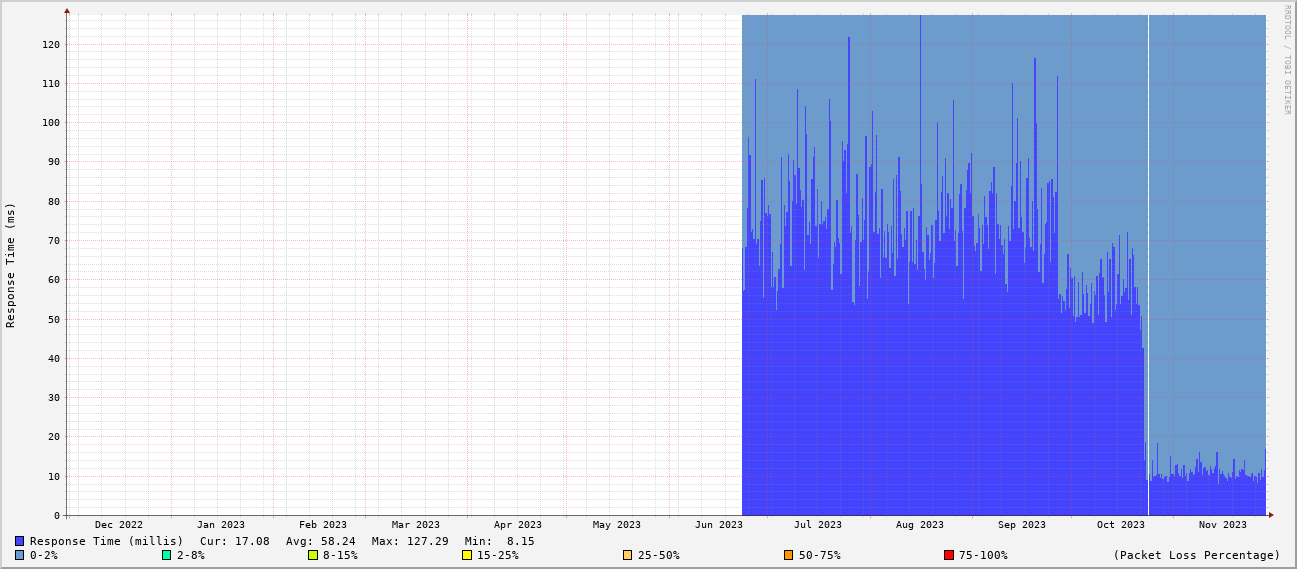 RRDTOOL / TOBI OETIKER
Response Time (ms)
120
110
100
90
80
70
60
50
40
30
20
10
0
Dec 2022 Jan 2023 Feb 2023 Mar 2023 Apr 2023 May 2023 Jun 2023 Jul 2023 Aug 2023 Sep 2023 Oct 2023 Nov 2023
Response Time (millis) Cur: 17.08 Avg: 58.24 Max: 127.29 Min: 8.15
0-2% 2-8% 8-15% 15-25% 25-50% 50-75% 75-100% (Packet Loss Percentage)